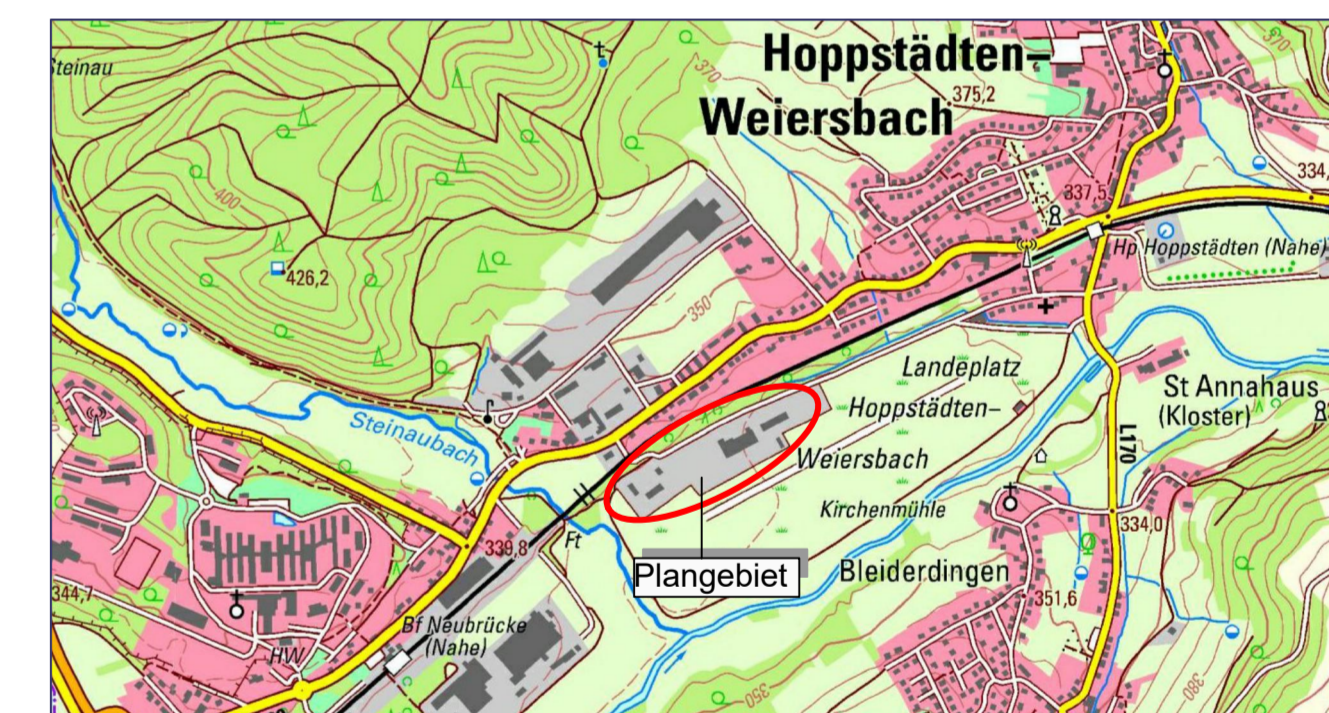 Hoppstädten–
Weiersbach
Steinau
370
375,2
370
334,
337,5
Hp Hoppstädten (Nahe)
400
426,2
350
Landeplatz
Hoppstädten–
Weiersbach
St Annahaus
(Kloster)
Steinaubach
L170
Kirchenmühle
334,0
339,8
Ft
Plangebiet
Bleiderdingen
351,6
344,7
Bf Neubrücke
(Nahe)
HW
350
380